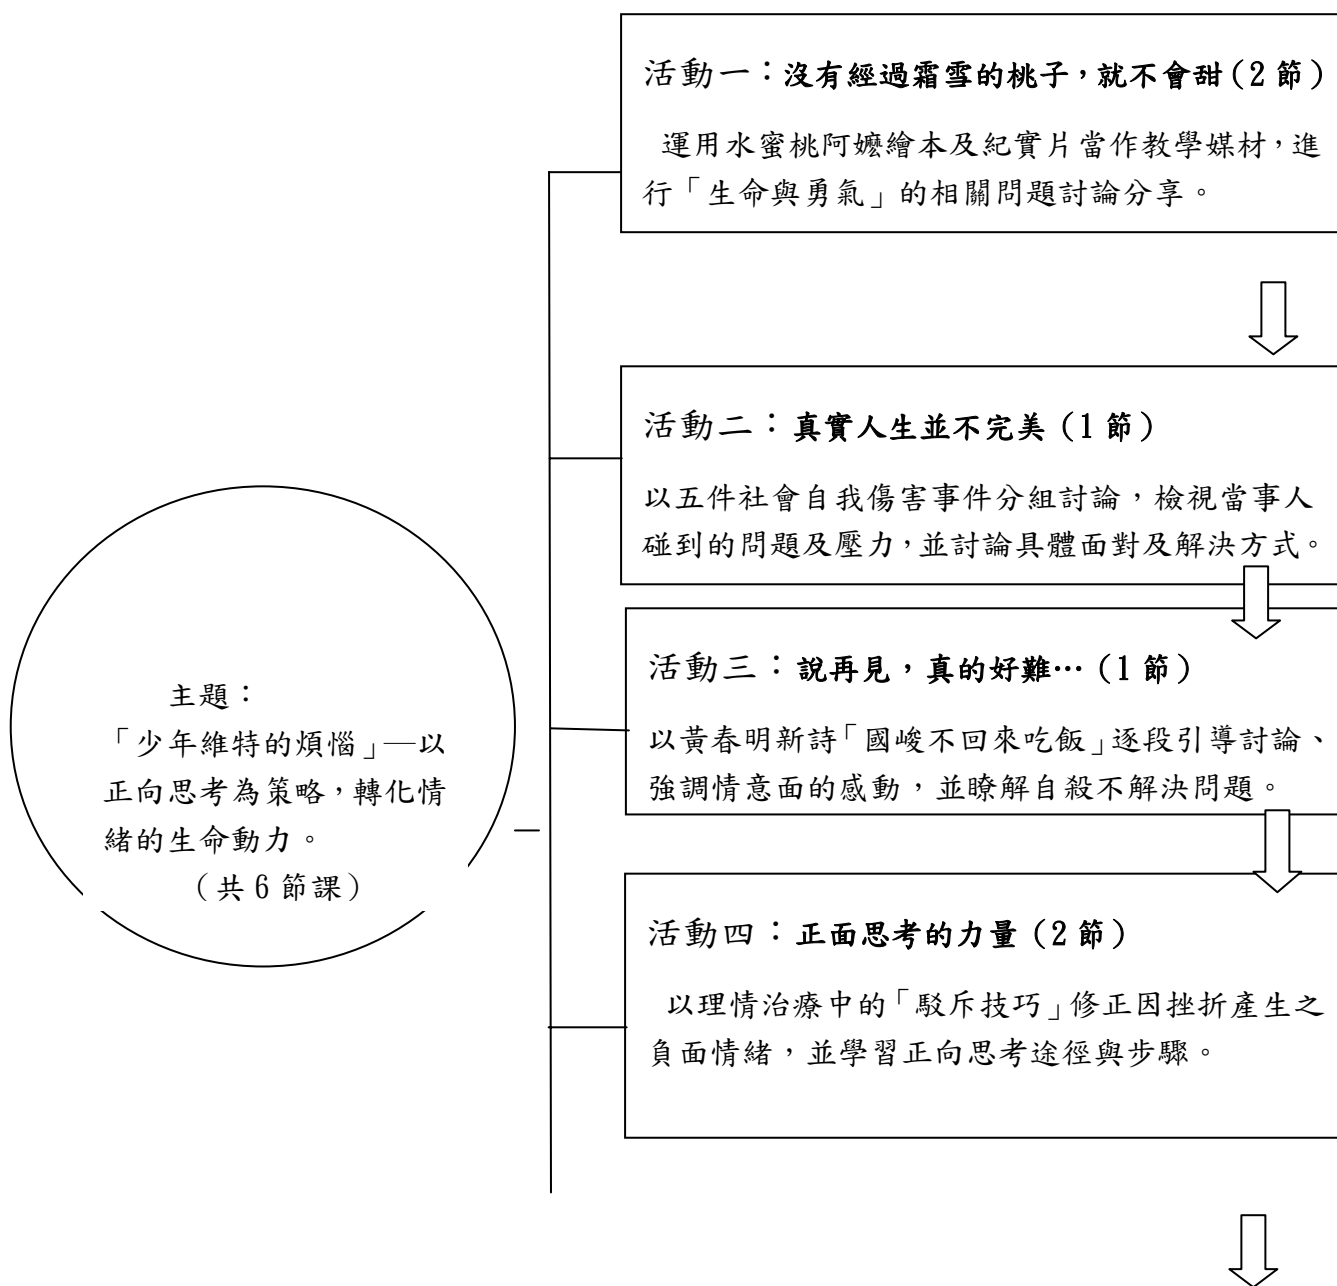 活動一：沒有經過霜雪的桃子，就不會甜（2 節）
運用水蜜桃阿嬤繪本及紀實片當作教學媒材，進
行「生命與勇氣」的相關問題討論分享。
活動二：真實人生並不完美（1 節）
以五件社會自我傷害事件分組討論，檢視當事人
碰到的問題及壓力，並討論具體面對及解決方式。
活動三：說再見，真的好難…（1 節）
以黃春明新詩「國峻不回來吃飯」逐段引導討論、
強調情意面的感動，並瞭解自殺不解決問題。
主題：
「少年維特的煩惱」—以
正向思考為策略，轉化情
緒的生命動力。
（共 6 節課）
活動四：正面思考的力量（2 節）
以理情治療中的「駁斥技巧」修正因挫折產生之
負面情緒，並學習正向思考途徑與步驟。